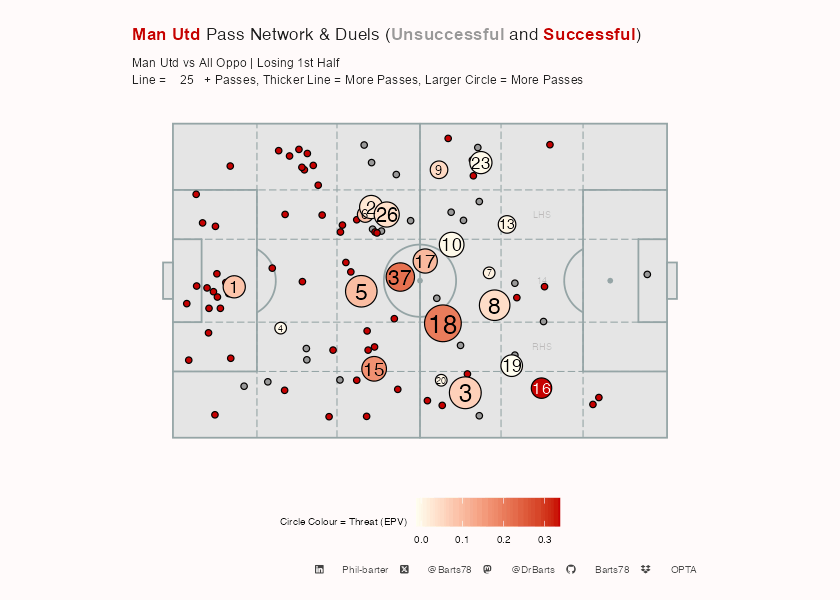 Man Utd Pass Network & Duels (Unsuccessful and Successful)
Man Utd vs All Oppo | Losing 1st Half
Line = 25 + Passes, Thicker Line = More Passes, Larger Circle = More Passes
9
23
2
26
13
LHS
10
17
7
37
1
5
8
18
4
RHS
15
19
20
3
16
Circle Colour = Threat (EPV)
0.0 0.1 0.2 0.3
Phil-barter @Barts78 @DrBarts Barts78 OPTA